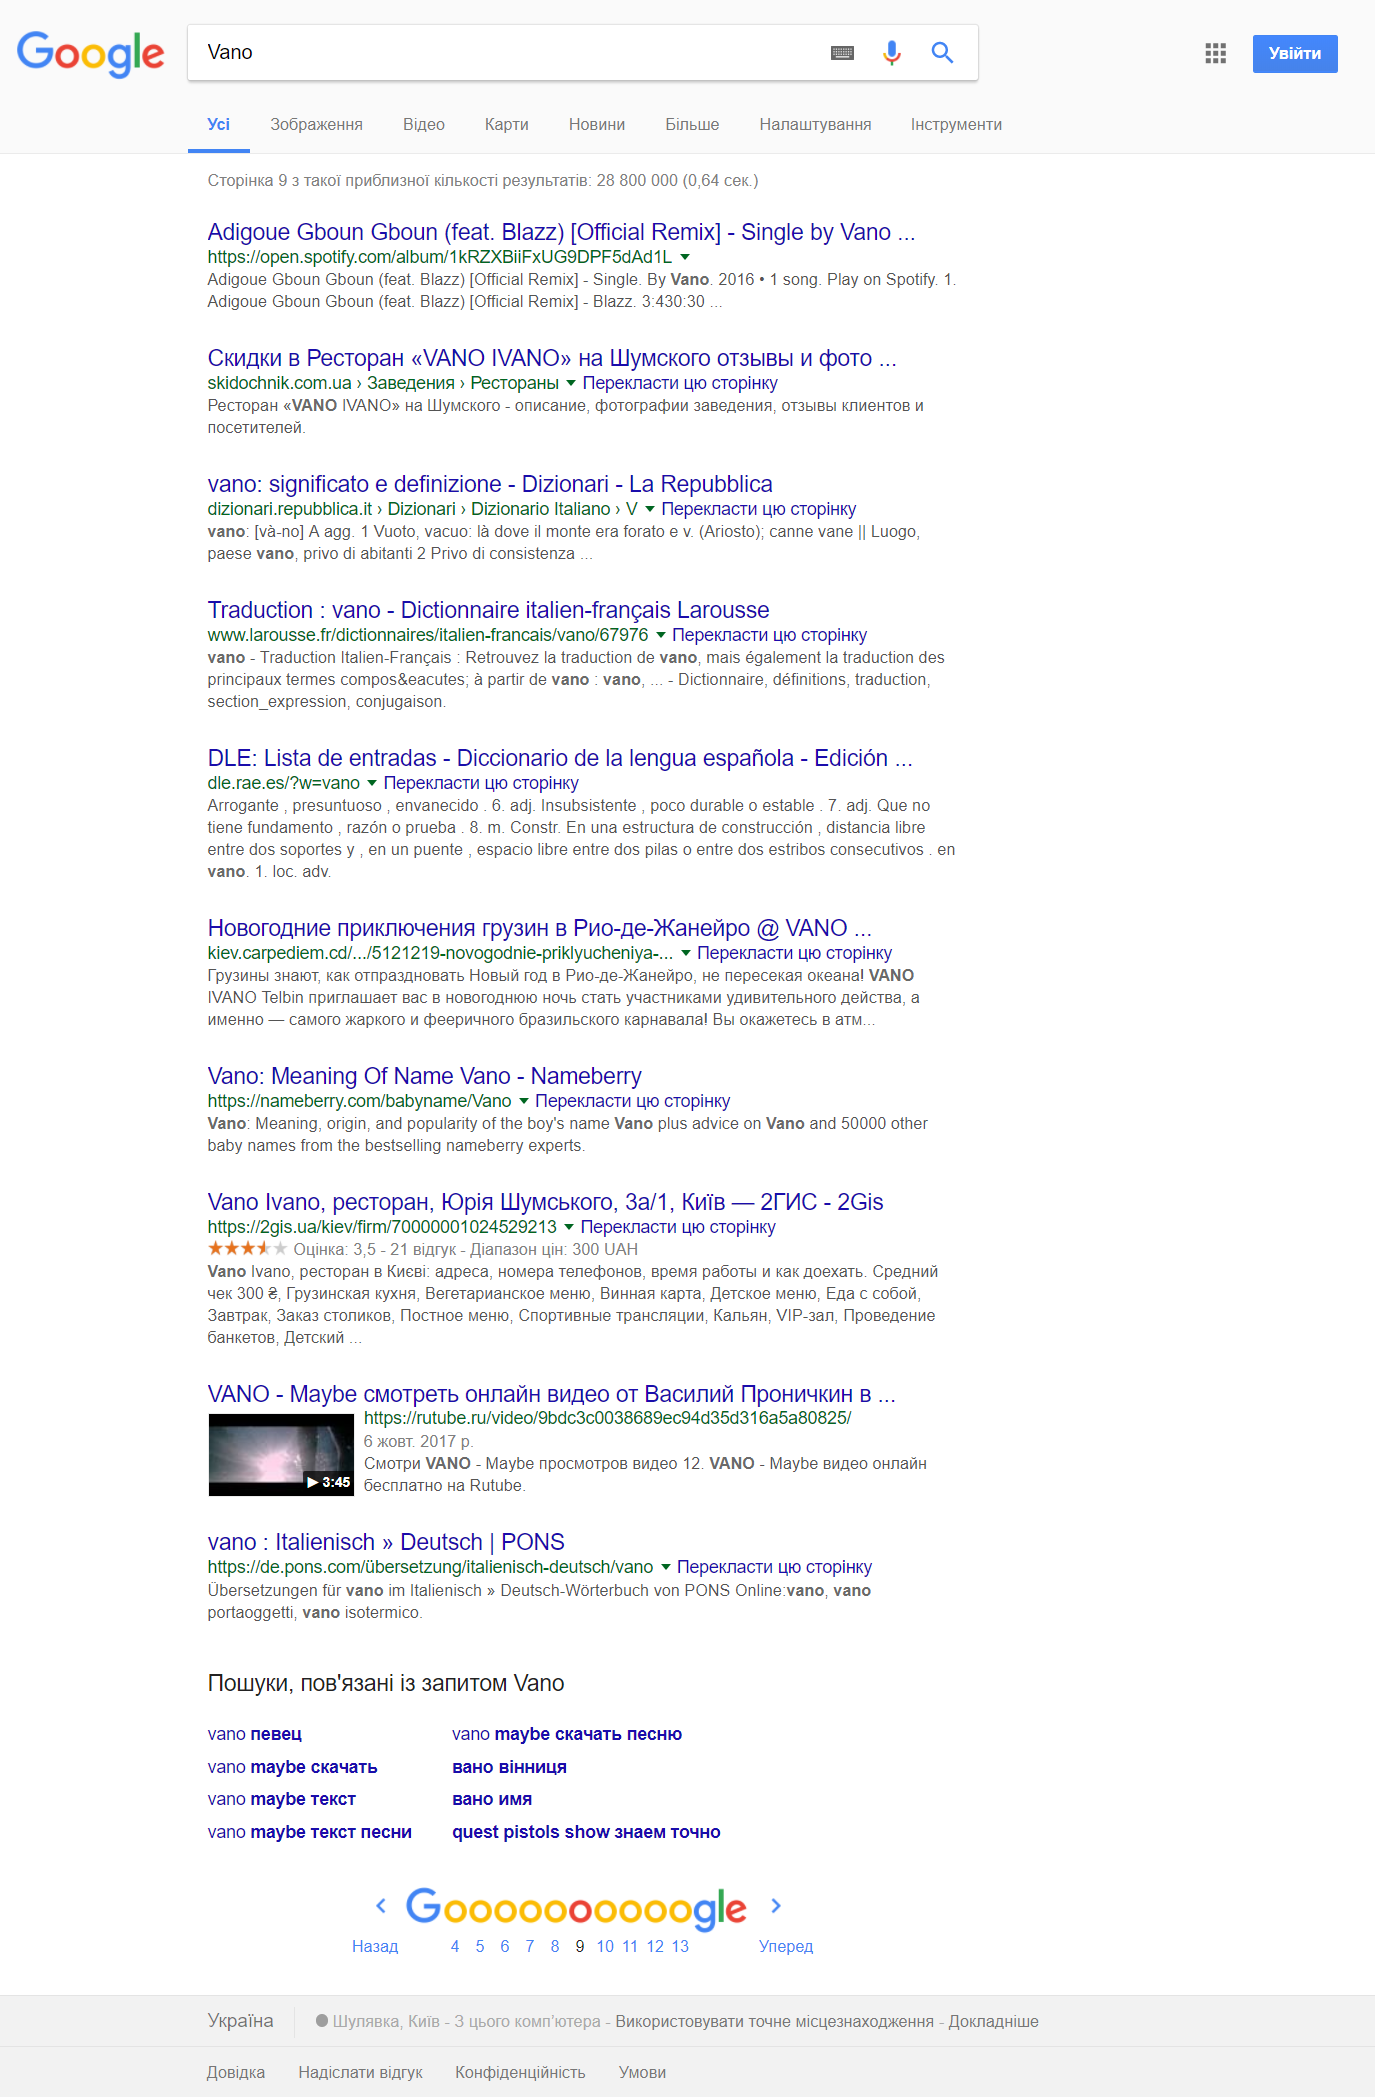 Google
Vano
Увійти
Усі Зображення Відео Карти Новини Більше Налаштування Інструменти
Сторінка 9 з такої приблизної кількості результатів: 28 800 000 (0,64 сек.)
Adigoue Gboun Gboun (feat. Blazz) [Official Remix] - Single by Vano ...
https://open.spotify.com/album/1kRZXBiiFxUG9DPF5dAd1L
Adigoue Gboun Gboun (feat. Blazz) [Official Remix] - Single. By Vano. 2016 • 1 song. Play on Spotify. 1.
Adigoue Gboun Gboun (feat. Blazz) [Official Remix] - Blazz. 3:430:30 ...
Скидки в Ресторан «VANO IVANO» на Шумского отзывы и фото ...
skidochnik.com.ua › Заведения › Рестораны Перекласти цю сторінку
Ресторан «VANO IVANO» на Шумского - описание, фотографии заведения, отзывы клиентов и
посетителей.
vano: significato e definizione - Dizionari - La Repubblica
dizionari.repubblica.it › Dizionari › Dizionario Italiano › V Перекласти цю сторінку
vano: [và-no] A agg. 1 Vuoto, vacuo: là dove il monte era forato e v. (Ariosto); canne vane || Luogo,
paese vano, privo di abitanti 2 Privo di consistenza ...
Traduction : vano - Dictionnaire italien-français Larousse
www.larousse.fr/dictionnaires/italien-francais/vano/67976 Перекласти цю сторінку
vano - Traduction Italien-Français : Retrouvez la traduction de vano, mais également la traduction des
principaux termes compos&eacutes; à partir de vano : vano, ... - Dictionnaire, définitions, traduction,
section_expression, conjugaison.
DLE: Lista de entradas - Diccionario de la lengua española - Edición ...
dle.rae.es/?w=vano Перекласти цю сторінку
Arrogante , presuntuoso , envanecido . 6. adj. Insubsistente , poco durable o estable . 7. adj. Que no
tiene fundamento , razón o prueba . 8. m. Constr. En una estructura de construcción , distancia libre
entre dos soportes y , en un puente , espacio libre entre dos pilas o entre dos estribos consecutivos . en
vano. 1. loc. adv.
Новогодние приключения грузин в Рио-де-Жанейро @ VANO ...
kiev.carpediem.cd/.../5121219-novogodnie-priklyucheniya-... Перекласти цю сторінку
Грузины знают, как отпраздновать Новый год в Рио-де-Жанейро, не пересекая океана! VANO
IVANO Telbin приглашает вас в новогоднюю ночь стать участниками удивительного действа, а
именно — самого жаркого и фееричного бразильского карнавала! Вы окажетесь в атм...
Vano: Meaning Of Name Vano - Nameberry
https://nameberry.com/babyname/Vano Перекласти цю сторінку
Vano: Meaning, origin, and popularity of the boy's name Vano plus advice on Vano and 50000 other
baby names from the bestselling nameberry experts.
Vano Ivano, ресторан, Юрія Шумського, 3а/1, Київ — 2ГИС - 2Gis
https://2gis.ua/kiev/firm/70000001024529213 Перекласти цю сторінку
Оцінка: 3,5 - 21 відгук - Діапазон цін: 300 UAH
Vano Ivano, ресторан в Києві: адреса, номера телефонов, время работы и как доехать. Средний
чек 300 ₴, Грузинская кухня, Вегетарианское меню, Винная карта, Детское меню, Еда с собой,
Завтрак, Заказ столиков, Постное меню, Спортивные трансляции, Кальян, VIP-зал, Проведение
банкетов, Детский ...
VANO - Maybe смотреть онлайн видео от Василий Проничкин в ...
https://rutube.ru/video/9bdc3c0038689ec94d35d316a5a80825/
6 жовт. 2017 р.
Смотри VANO - Maybe просмотров видео 12. VANO - Maybe видео онлайн
бесплатно на Rutube.
3:45
vano : Italienisch » Deutsch | PONS
https://de.pons.com/übersetzung/italienisch-deutsch/vano Перекласти цю сторінку
Übersetzungen für vano im Italienisch » Deutsch-Wörterbuch von PONS Online:vano, vano
portaoggetti, vano isotermico.
Пошуки, пов'язані із запитом Vano
vano певец vano maybe скачать песню
vano maybe скачать вано вінниця
vano maybe текст вано имя
vano maybe текст песни quest pistols show знаем точно
Goooooooooogle
Назад 4 5 6 7 8 9 10 11 12 13 Уперед
Україна Шулявка, Київ - З цього комп'ютера - Використовувати точне місцезнаходження - Докладніше
Довідка Надіслати відгук Конфіденційність Умови